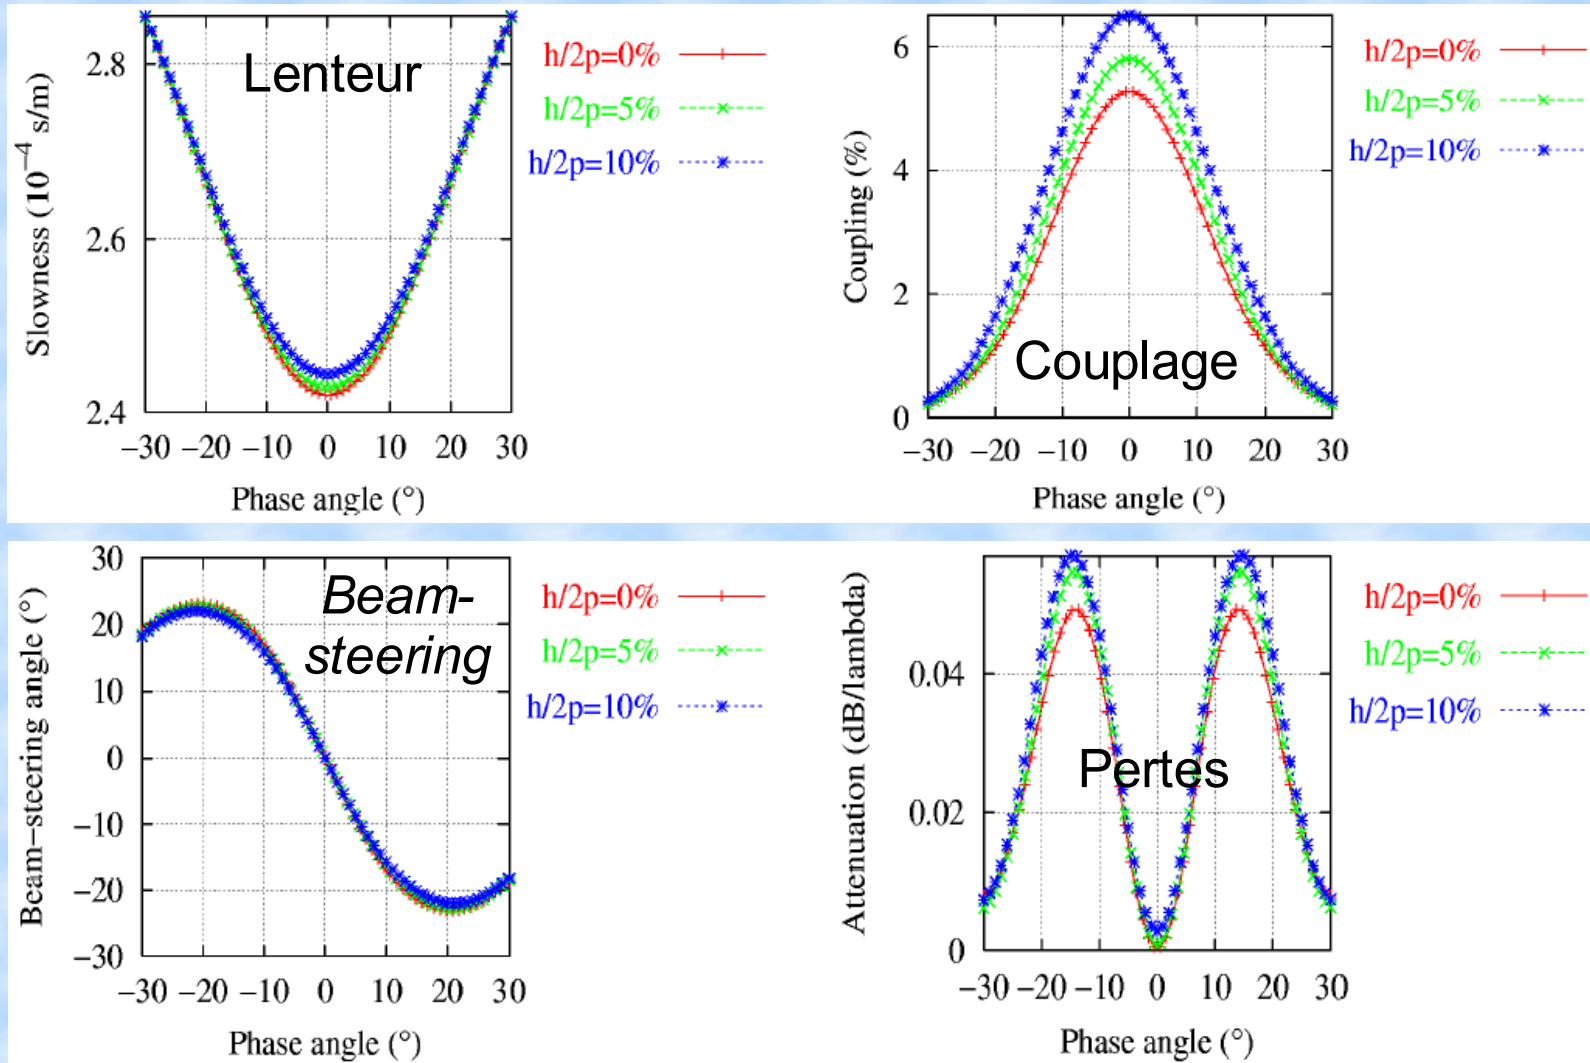 Lenteur
h/2p=0%
h/2p=5%
h/2p=10%
Slowness (10⁻⁴ s/m)
2.8
2.6
2.4
−30 −20 −10 0 10 20 30
Phase angle (°)
Couplage
h/2p=0%
h/2p=5%
h/2p=10%
Coupling (%)
6
4
2
0
−30 −20 −10 0 10 20 30
Phase angle (°)
Beam-
steering
h/2p=0%
h/2p=5%
h/2p=10%
Beam−steering angle (°)
30
20
10
0
−10
−20
−30
−30 −20 −10 0 10 20 30
Phase angle (°)
Pertes
h/2p=0%
h/2p=5%
h/2p=10%
Attenuation (dB/lambda)
0.04
0.02
0
−30 −20 −10 0 10 20 30
Phase angle (°)